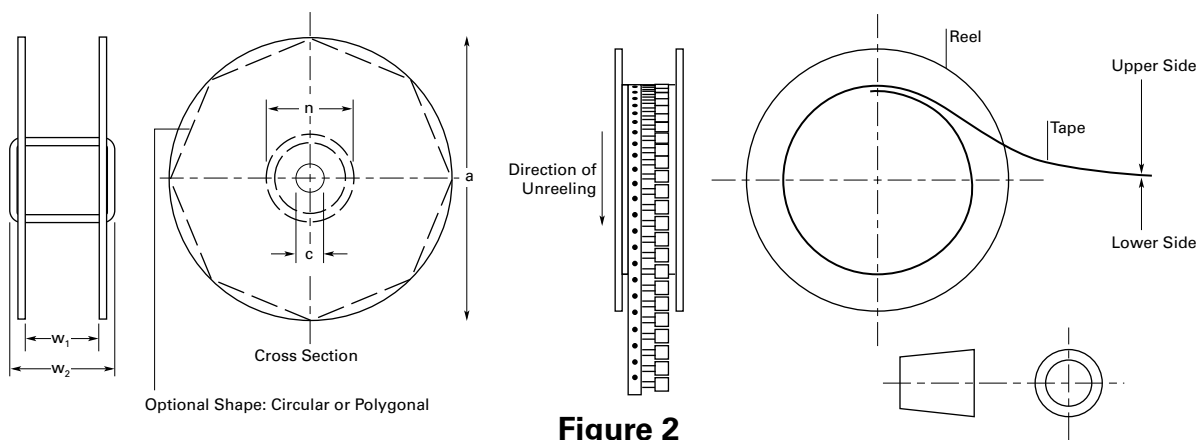 n
a
c
w₁
w₂
Cross Section
Optional Shape: Circular or Polygonal
Direction of
Unreeling
Reel
Tape
Upper Side
Lower Side
Figure 2